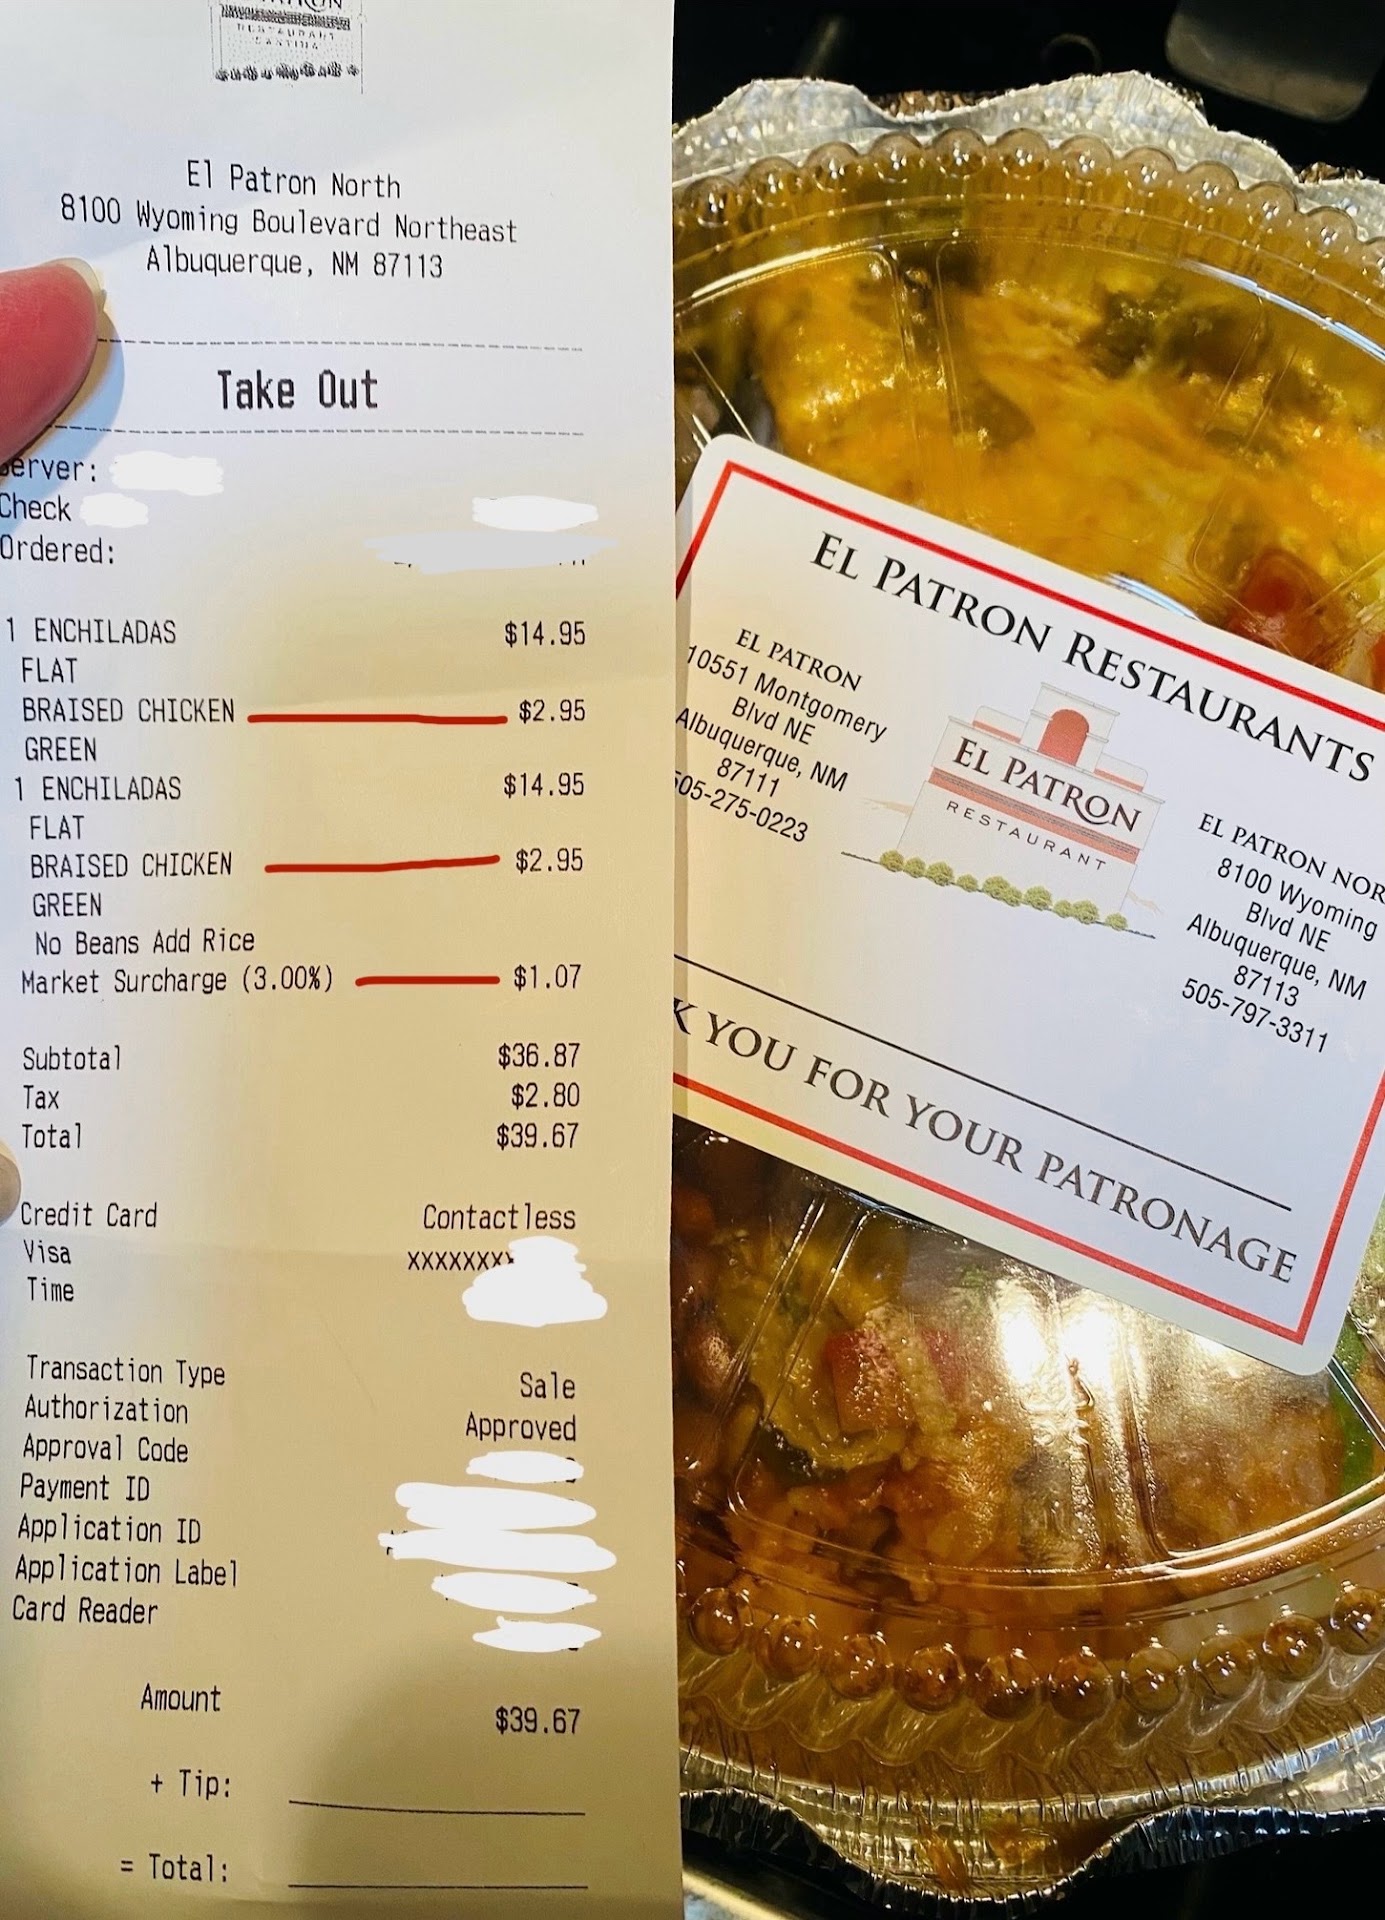 RESTAURANT
CANTINA
El Patron North
8100 Wyoming Boulevard Northeast
Albuquerque, NM 87113
Take Out
Server:
Check
Ordered:
1 ENCHILADAS $14.95
FLAT
BRAISED CHICKEN $2.95
GREEN
1 ENCHILADAS $14.95
FLAT
BRAISED CHICKEN $2.95
GREEN
No Beans Add Rice
Market Surcharge (3.00%) $1.07
Subtotal $36.87
Tax $2.80
Total $39.67
Credit Card Contactless
Visa xxxxxxxx
Time
Transaction Type Sale
Authorization Approved
Approval Code
Payment ID
Application ID
Application Label
Card Reader
Amount $39.67
+ Tip:
= Total:
EL PATRON RESTAURANTS
EL PATRON
10551 Montgomery
Blvd NE
Albuquerque, NM
87111
505-275-0223
EL PATRON
RESTAURANT
EL PATRON NOR
8100 Wyoming
Blvd NE
Albuquerque, NM
87113
505-797-3311
K YOU FOR YOUR PATRONAGE